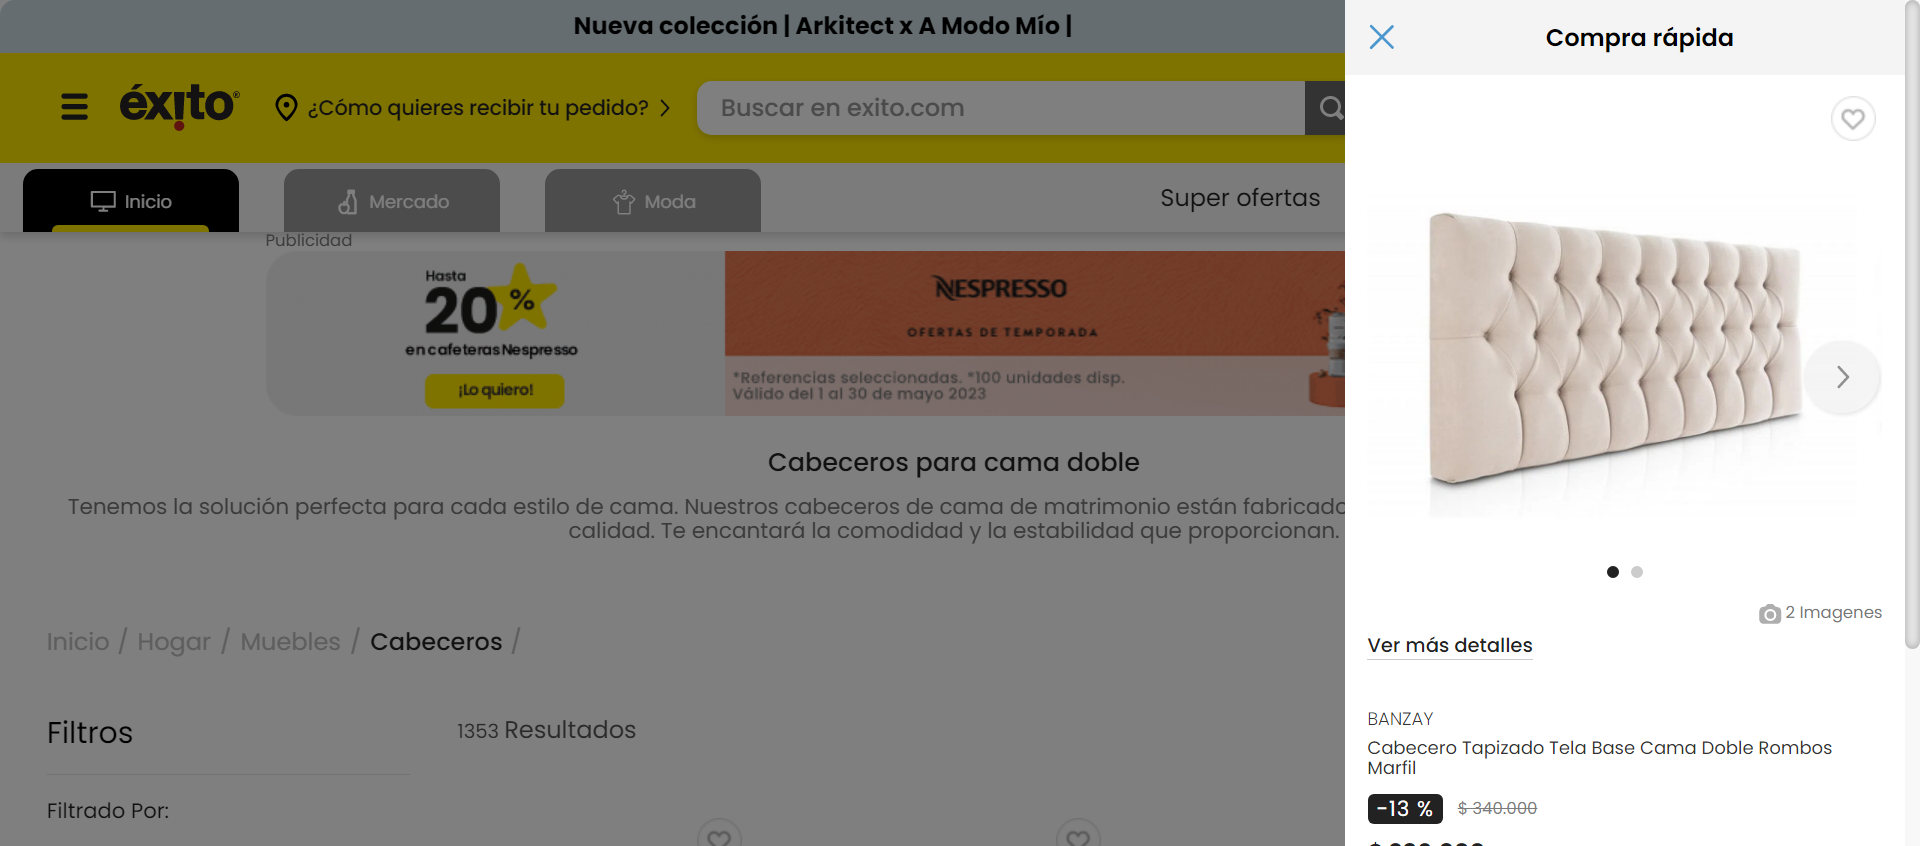 Nueva colección | Arkitect x A Modo Mío |
éxito®
¿Cómo quieres recibir tu pedido?
Buscar en exito.com
Inicio
Mercado
Moda
Super ofertas
Publicidad
Hasta
20%
en cafeteras Nespresso
¡Lo quiero!
NESPRESSO
OFERTAS DE TEMPORADA
*Referencias seleccionadas. *100 unidades disp.
Válido del 1 al 30 de mayo 2023
Cabeceros para cama doble
Tenemos la solución perfecta para cada estilo de cama. Nuestros cabeceros de cama de matrimonio están fabricado
calidad. Te encantará la comodidad y la estabilidad que proporcionan.
Inicio / Hogar / Muebles / Cabeceros /
Filtros
1353 Resultados
Filtrado Por:
Compra rápida
2 Imagenes
Ver más detalles
BANZAY
Cabecero Tapizado Tela Base Cama Doble Rombos
Marfil
-13 % $ 340.000